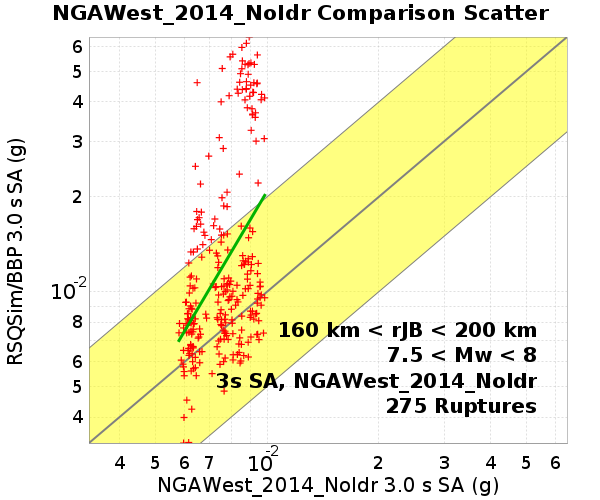 NGAWest_2014_NoIdr Comparison Scatter
RSQSim/BBP 3.0 s SA (g)
6
5
4
3
2
10-2
8
6
5
4
160 km < rJB < 200 km
7.5 < Mw < 8
3s SA, NGAWest_2014_NoIdr
275 Ruptures
4 5 6 7 10-2 2 3 4 5 6
NGAWest_2014_NoIdr 3.0 s SA (g)